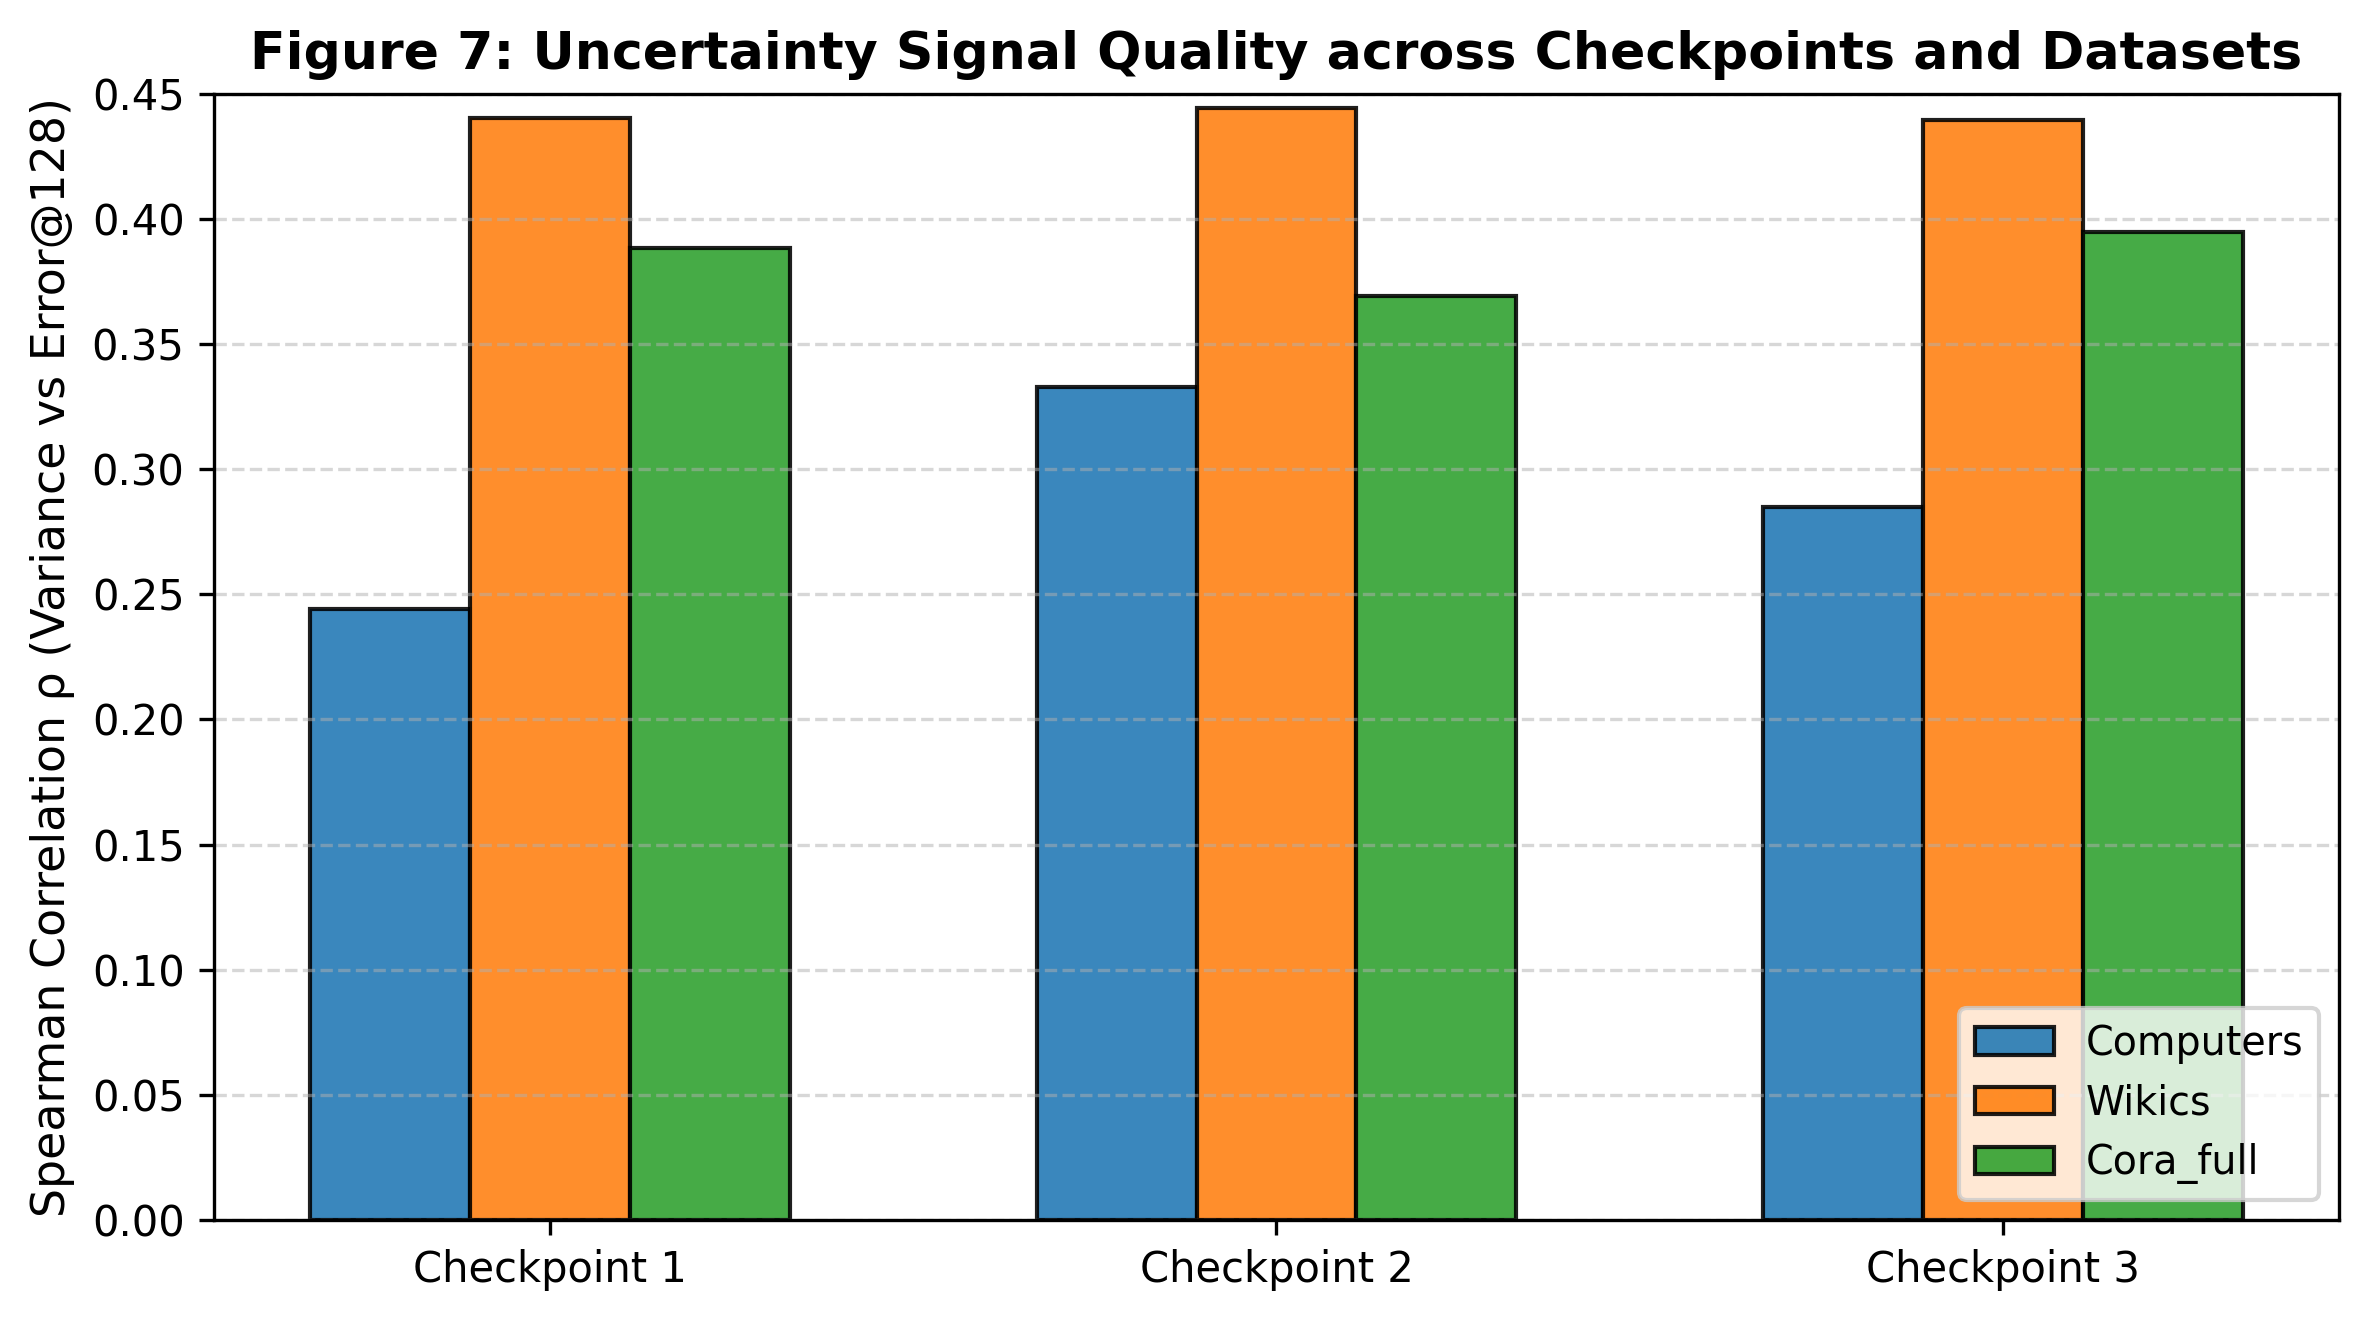 Figure 7: Uncertainty Signal Quality across Checkpoints and Datasets
Spearman Correlation ρ (Variance vs Error@128)
0.45
0.40
0.35
0.30
0.25
0.20
0.15
0.10
0.05
0.00
Checkpoint 1
Checkpoint 2
Checkpoint 3
Computers
Wikics
Cora_full